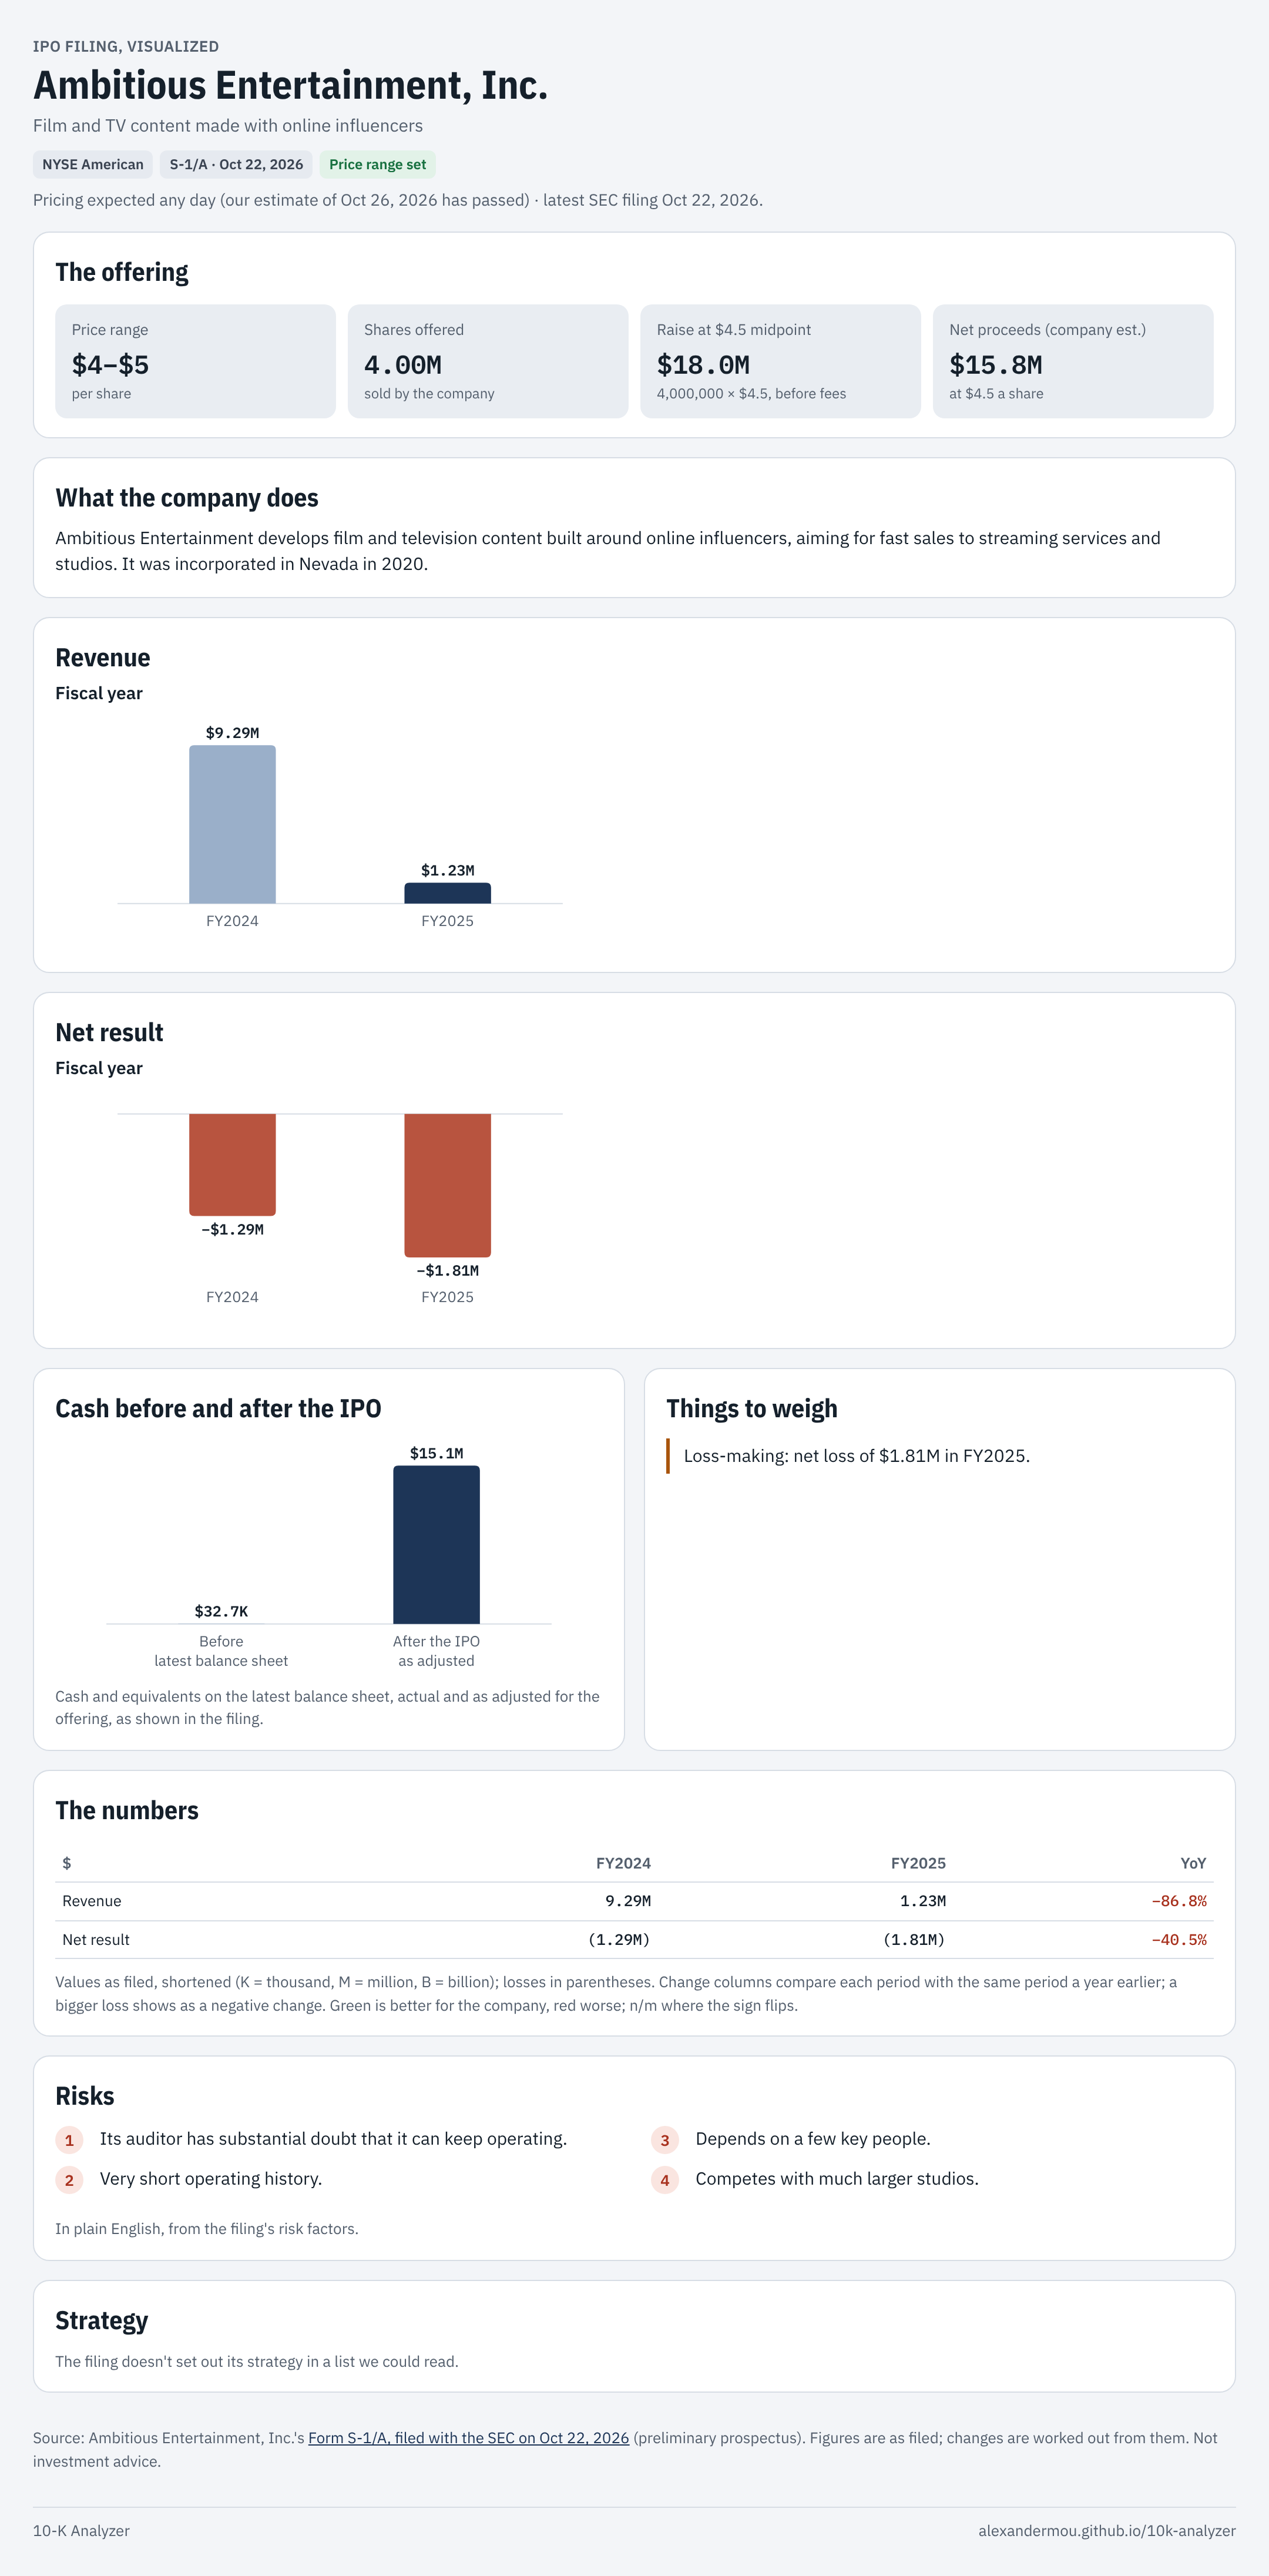 IPO FILING, VISUALIZED
Ambitious Entertainment, Inc.
Film and TV content made with online influencers
NYSE American
S-1/A · Oct 22, 2026
Price range set
Pricing expected any day (our estimate of Oct 26, 2026 has passed) · latest SEC filing Oct 22, 2026.
The offering
Price range
$4–$5
per share
Shares offered
4.00M
sold by the company
Raise at $4.5 midpoint
$18.0M
4,000,000 × $4.5, before fees
Net proceeds (company est.)
$15.8M
at $4.5 a share
What the company does
Ambitious Entertainment develops film and television content built around online influencers, aiming for fast sales to streaming services and
studios. It was incorporated in Nevada in 2020.
Revenue
Fiscal year
$9.29M
$1.23M
FY2024
FY2025
Net result
Fiscal year
−$1.29M
−$1.81M
FY2024
FY2025
Cash before and after the IPO
$15.1M
$32.7K
Before
latest balance sheet
After the IPO
as adjusted
Cash and equivalents on the latest balance sheet, actual and as adjusted for the
offering, as shown in the filing.
Things to weigh
Loss-making: net loss of $1.81M in FY2025.
The numbers
$ FY2024 FY2025 YoY
Revenue 9.29M 1.23M −86.8%
Net result (1.29M) (1.81M) −40.5%
Values as filed, shortened (K = thousand, M = million, B = billion); losses in parentheses. Change columns compare each period with the same period a year earlier; a
bigger loss shows as a negative change. Green is better for the company, red worse; n/m where the sign flips.
Risks
1 Its auditor has substantial doubt that it can keep operating.
2 Very short operating history.
3 Depends on a few key people.
4 Competes with much larger studios.
In plain English, from the filing's risk factors.
Strategy
The filing doesn't set out its strategy in a list we could read.
Source: Ambitious Entertainment, Inc.'s Form S-1/A, filed with the SEC on Oct 22, 2026 (preliminary prospectus). Figures are as filed; changes are worked out from them. Not
investment advice.
10-K Analyzer
alexandermou.github.io/10k-analyzer